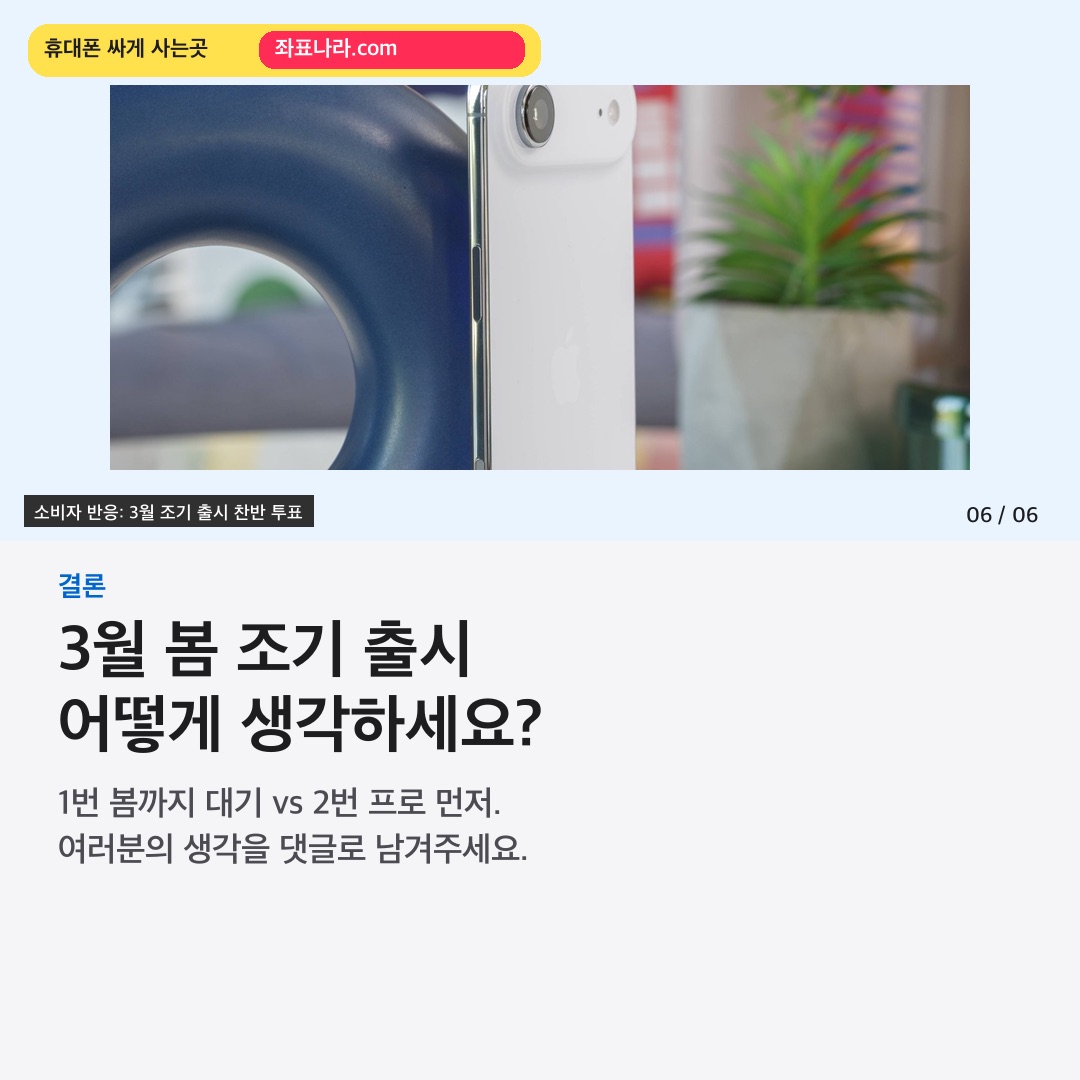 휴대폰 싸게 사는곳
좌표나라.com
소비자 반응: 3월 조기 출시 찬반 투표
06 / 06
결론
3월 봄 조기 출시
어떻게 생각하세요?
1번 봄까지 대기 vs 2번 프로 먼저.
여러분의 생각을 댓글로 남겨주세요.